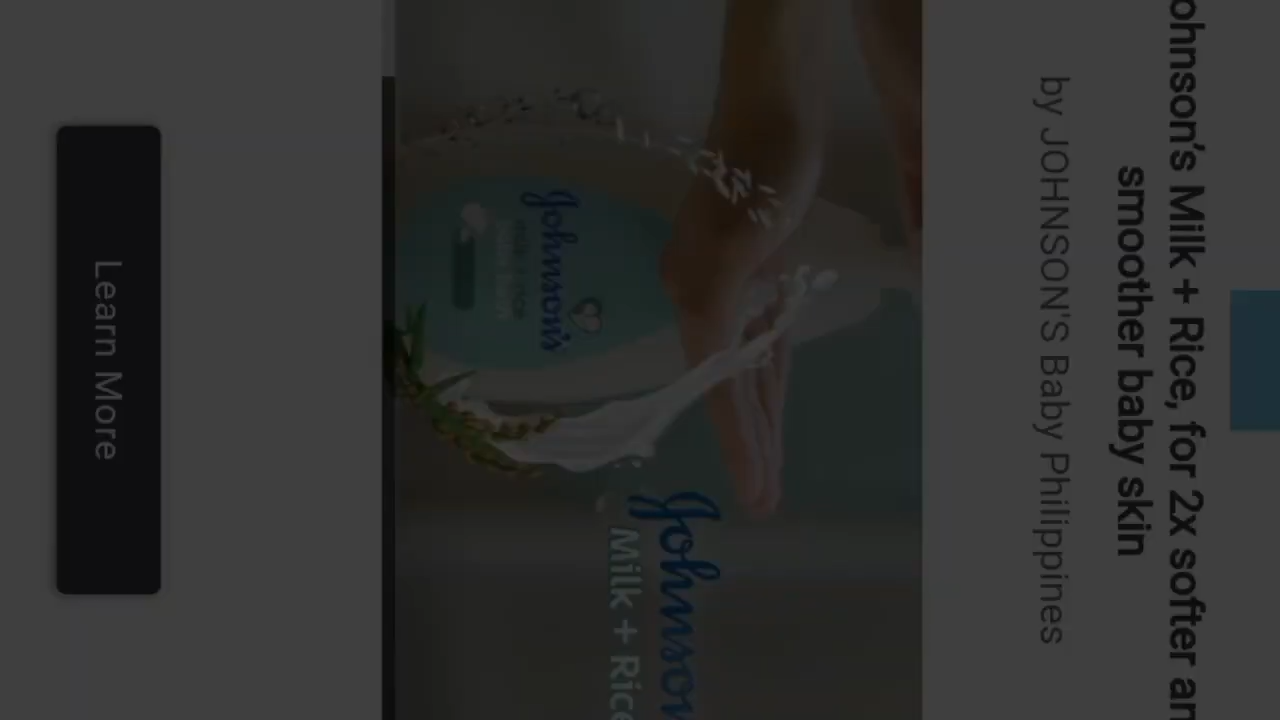 ohnson's Milk + Rice, for 2x softer an
smoother baby skin
by JOHNSON'S Baby Philippines
Johnson's
Johnson
Milk + Rice
Learn More